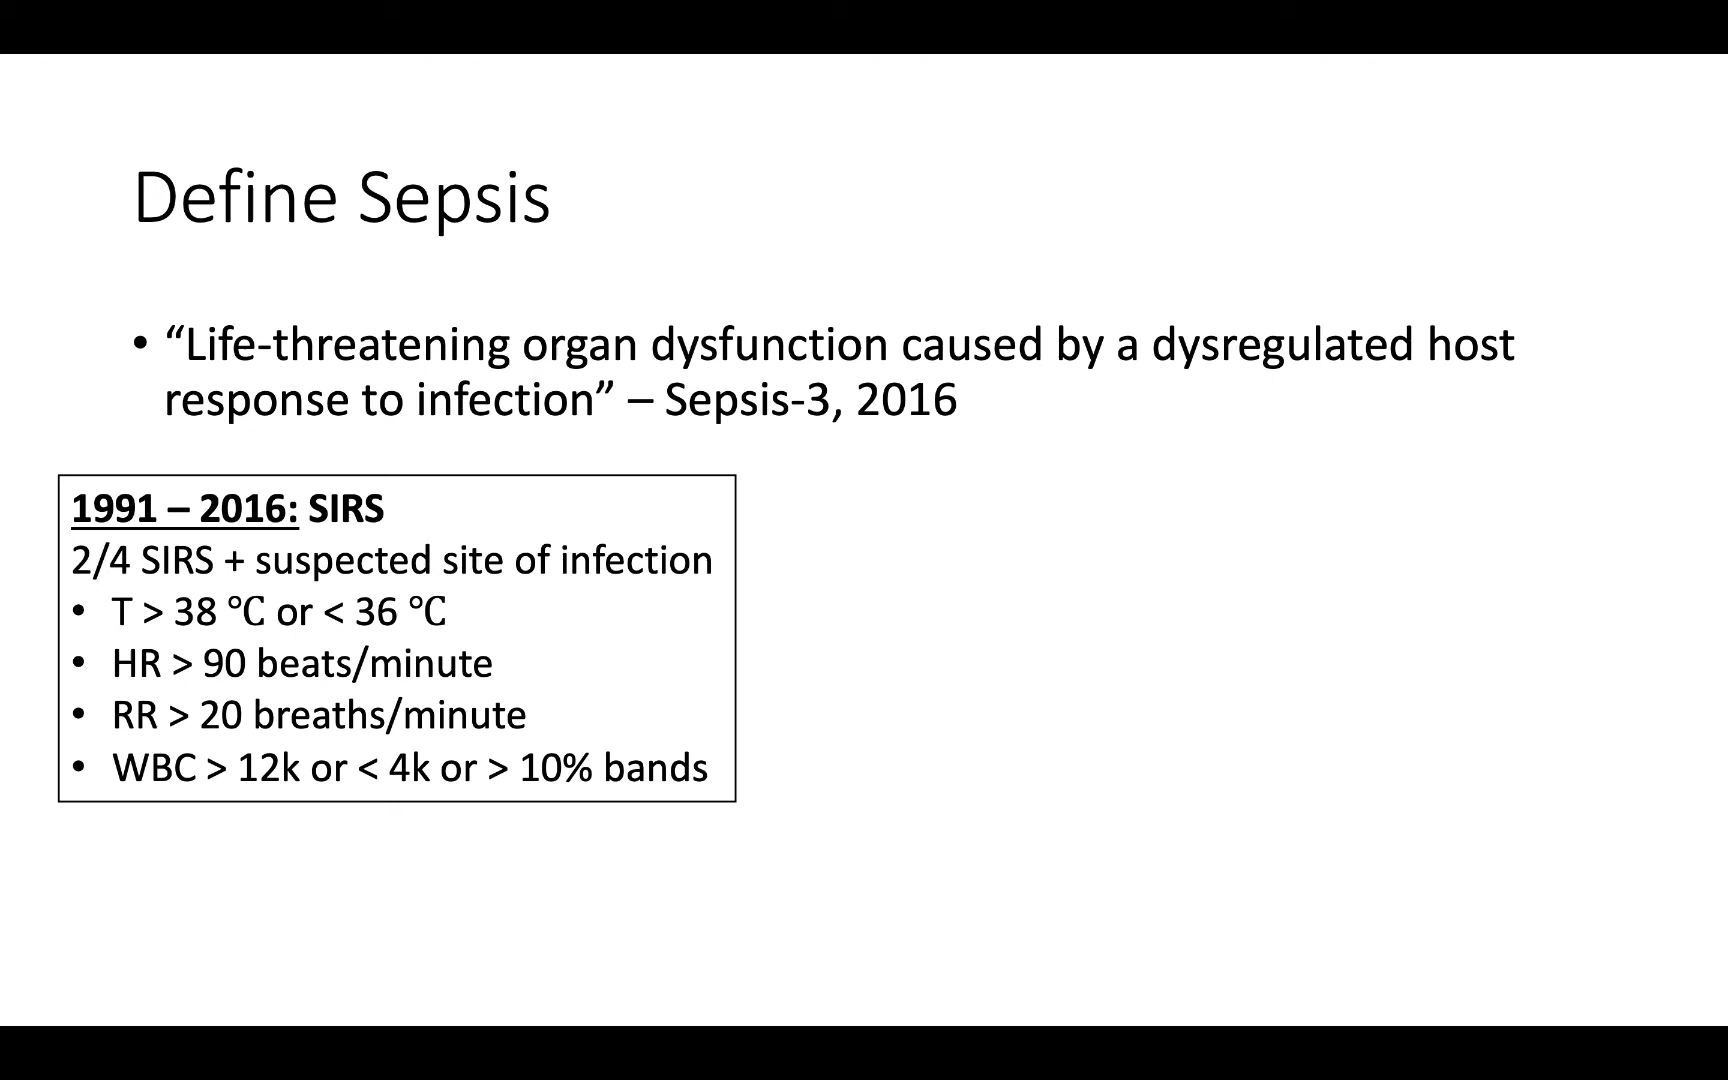 Define Sepsis
• “Life-threatening organ dysfunction caused by a dysregulated host
response to infection” – Sepsis-3, 2016
1991 – 2016: SIRS
2/4 SIRS + suspected site of infection
• T > 38 ℃ or < 36 ℃
• HR > 90 beats/minute
• RR > 20 breaths/minute
• WBC > 12k or < 4k or > 10% bands